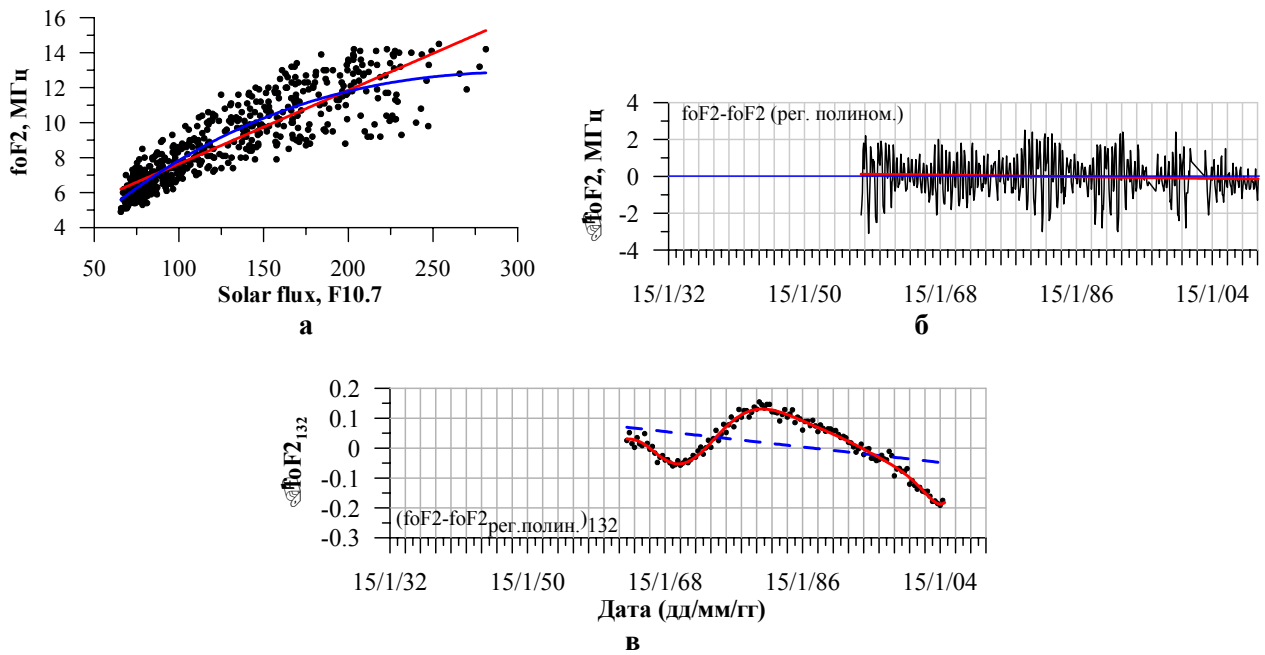 16
14
12
10
8
6
4
foF2, МГц
50 100 150 200 250 300
Solar flux, F10.7
а
4
2
0
-2
-4
foF2, МГц
foF2-foF2 (рег. полином.)
15/1/32 15/1/50 15/1/68 15/1/86 15/1/04
б
0.2
0.1
0
-0.1
-0.2
-0.3
foF2132
(foF2-foF2рег.полин.)132
15/1/32 15/1/50 15/1/68 15/1/86 15/1/04
Дата (дд/мм/гг)
в